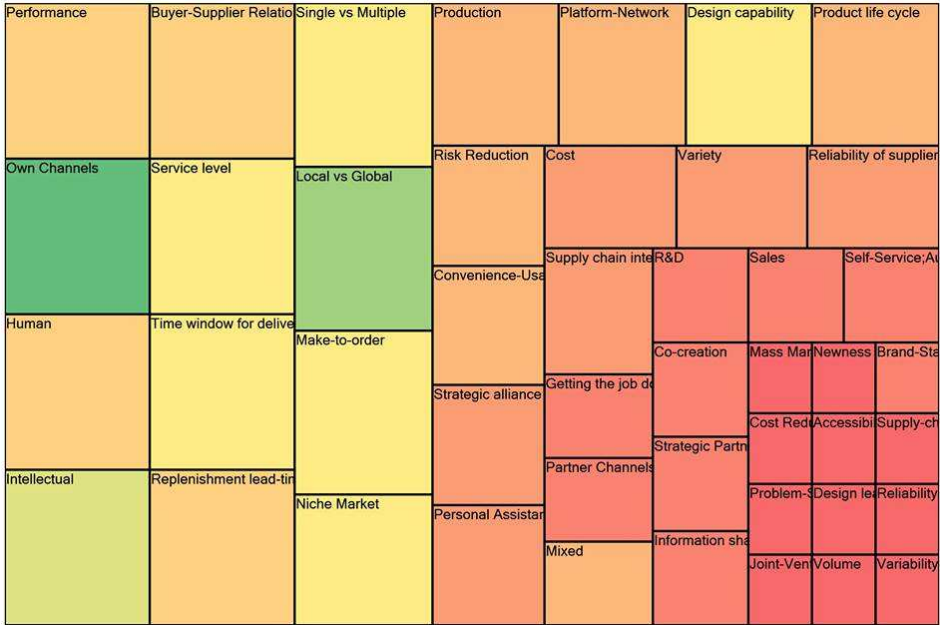 Performance
Buyer-Supplier Relatio
Single vs Multiple
Production
Platform-Network
Design capability
Product life cycle
Own Channels
Service level
Local vs Global
Risk Reduction
Cost
Variety
Reliability of supplier
Convenience-Usa
Supply chain inte
R&D
Sales
Self-Service;Au
Human
Time window for delive
Make-to-order
Co-creation
Mass Mar
Newness
Brand-Sta
Strategic alliance
Getting the job do
Cost Redu
Accessibi
Supply-ch
Strategic Partn
Partner Channels
Intellectual
Replenishment lead-tin
Niche Market
Problem-S
Design lea
Reliability
Personal Assistan
Mixed
Information sha
Joint-Ven
Volume
Variability